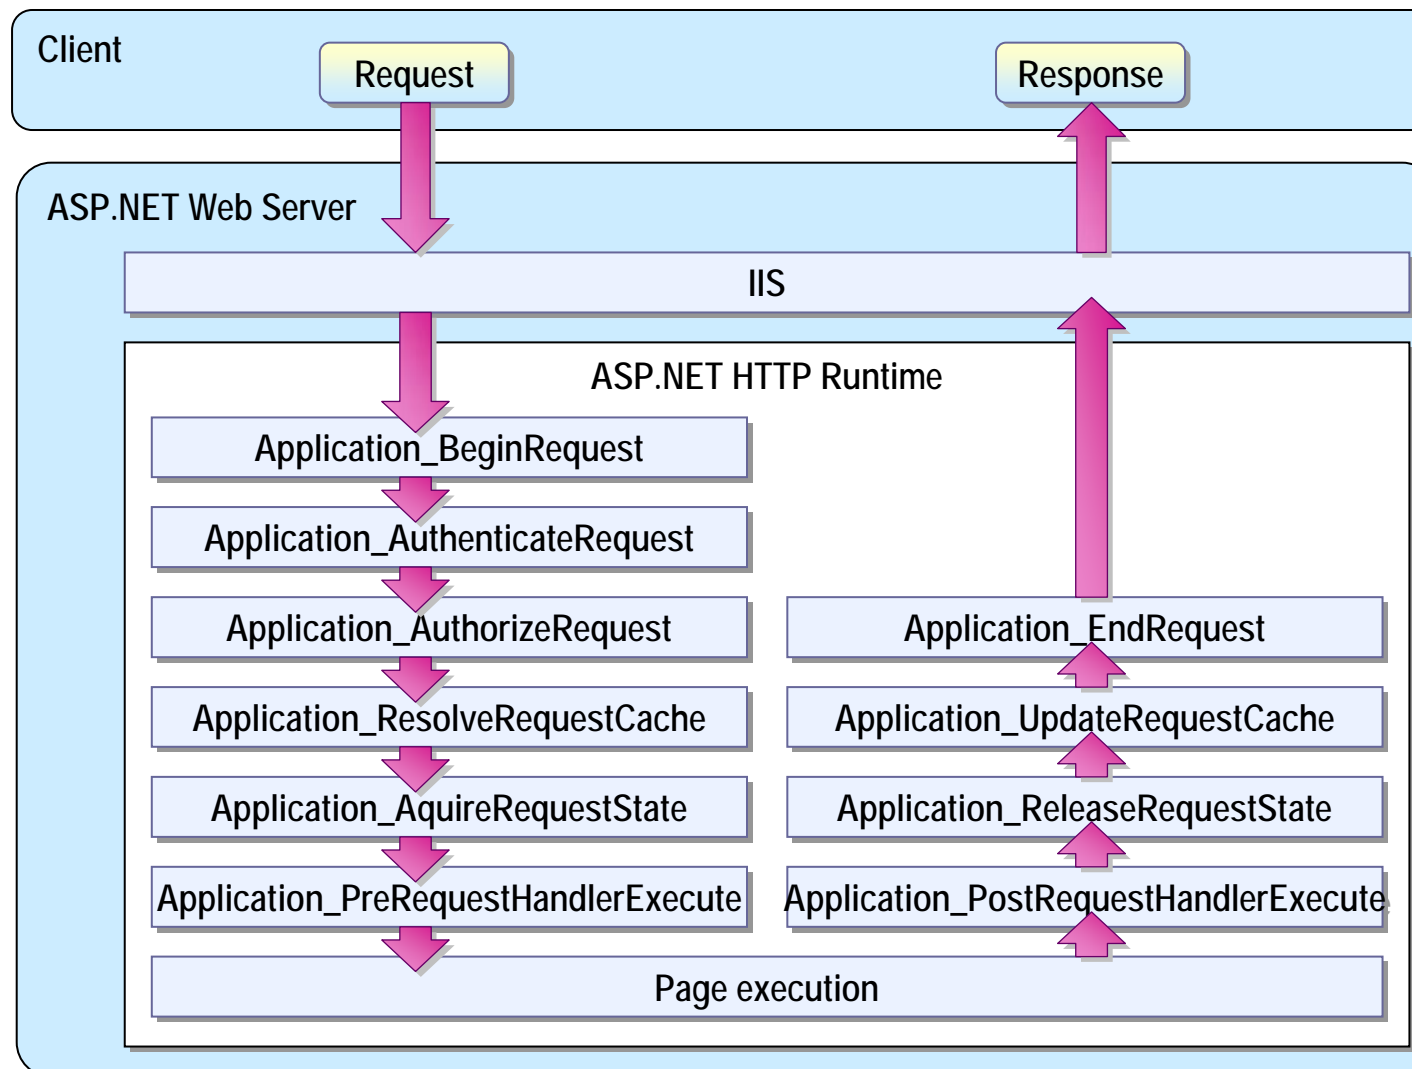 Client
Request
Response
ASP.NET Web Server
IIS
ASP.NET HTTP Runtime
Application_BeginRequest
Application_AuthenticateRequest
Application_AuthorizeRequest
Application_EndRequest
Application_ResolveRequestCache
Application_UpdateRequestCache
Application_AquireRequestState
Application_ReleaseRequestState
Application_PreRequestHandlerExecute
Application_PostRequestHandlerExecute
Page execution